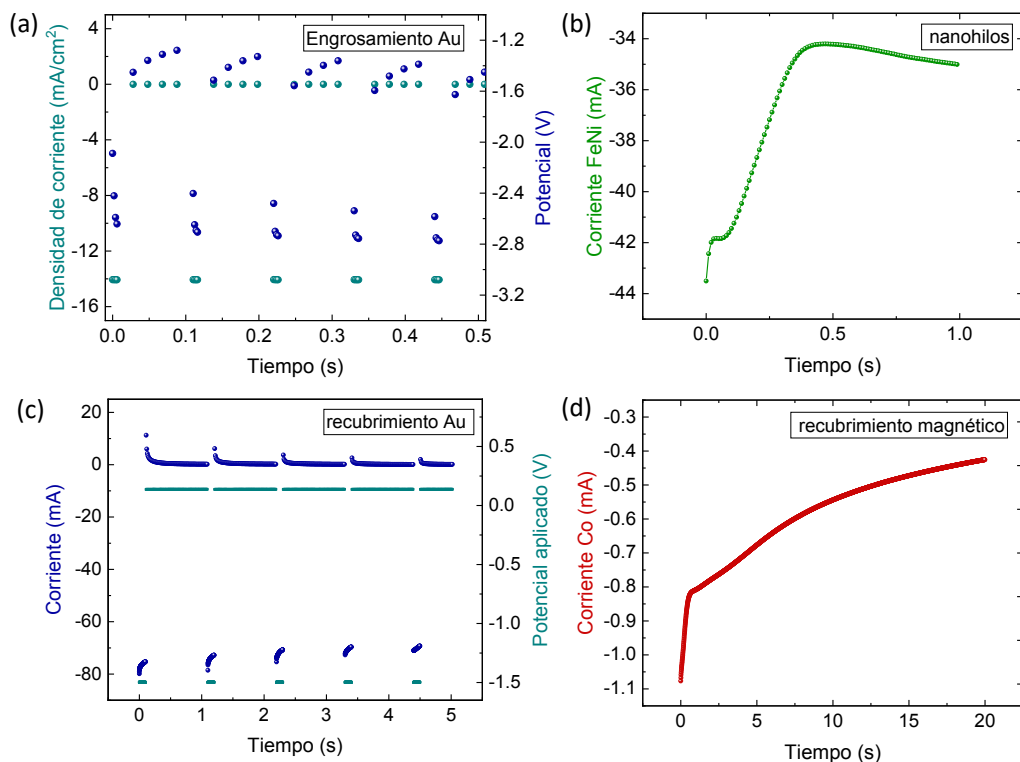 (a)
Engrosamiento Au
Densidad de corriente (mA/cm²)
4
0
-4
-8
-12
-16
Potencial (V)
-1.2
-1.6
-2.0
-2.4
-2.8
-3.2
0.0 0.1 0.2 0.3 0.4 0.5
Tiempo (s)
(b)
nanohilos
Corriente FeNi (mA)
-34
-36
-38
-40
-42
-44
0.0 0.5 1.0
Tiempo (s)
(c)
recubrimiento Au
Corriente (mA)
20
0
-20
-40
-60
-80
Potencial aplicado (V)
0.5
0.0
-0.5
-1.0
-1.5
0 1 2 3 4 5
Tiempo (s)
(d)
recubrimiento magnético
Corriente Co (mA)
-0.3
-0.4
-0.5
-0.6
-0.7
-0.8
-0.9
-1.0
-1.1
0 5 10 15 20
Tiempo (s)